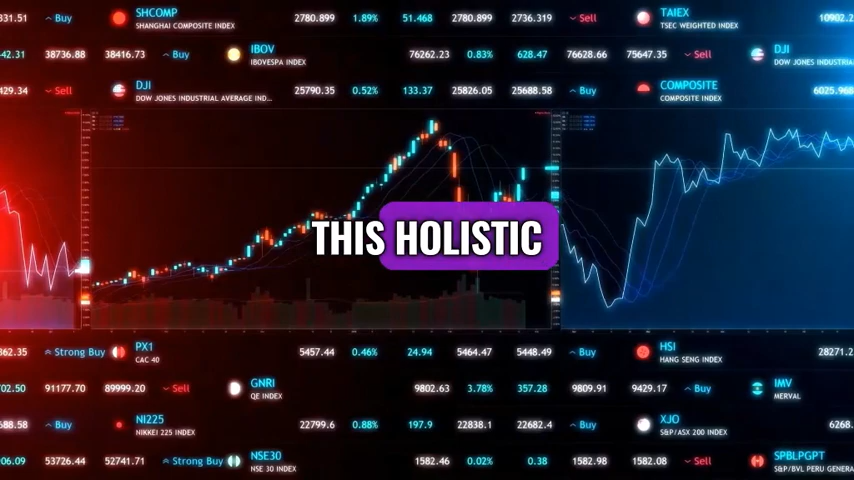 331.51 Buy SHCOMP 2780.899 1.89% 51.468 2780.899 2736.319 Sell TAIEX 10902.2
SHANGHAI COMPOSITE INDEX TSEC WEIGHTED INDEX
42.31 38736.88 38416.73 Buy IBOV 76262.23 0.83% 628.47 76628.66 75647.35 Sell DJI
IBOVESPA INDEX DOW JONES INDUSTRIAL
429.34 Sell DJI 25790.35 0.52% 133.37 25826.05 25688.58 Buy COMPOSITE 6025.968
DOW JONES INDUSTRIAL AVERAGE IND... COMPOSITE INDEX
THIS HOLISTIC
862.35 Strong Buy PX1 5457.44 0.46% 24.94 5464.47 5448.49 Buy HSI 28271.2
CAC 40 HANG SENG INDEX
702.50 91177.70 89999.20 Sell GNRI 9802.63 3.78% 357.28 9809.91 9429.17 Buy IMV
QE INDEX MERVAL
688.58 Buy NI225 22799.6 0.88% 197.9 22838.1 22682.4 Buy XJO 6268.
NIKKEI 225 INDEX S&P/ASX 200 INDEX
906.09 53726.44 52741.71 Strong Buy NSE30 1582.46 0.02% 0.38 1582.98 1582.08 Sell SPBLPGPT
NSE 30 INDEX S&P/BVL PERU GENERA